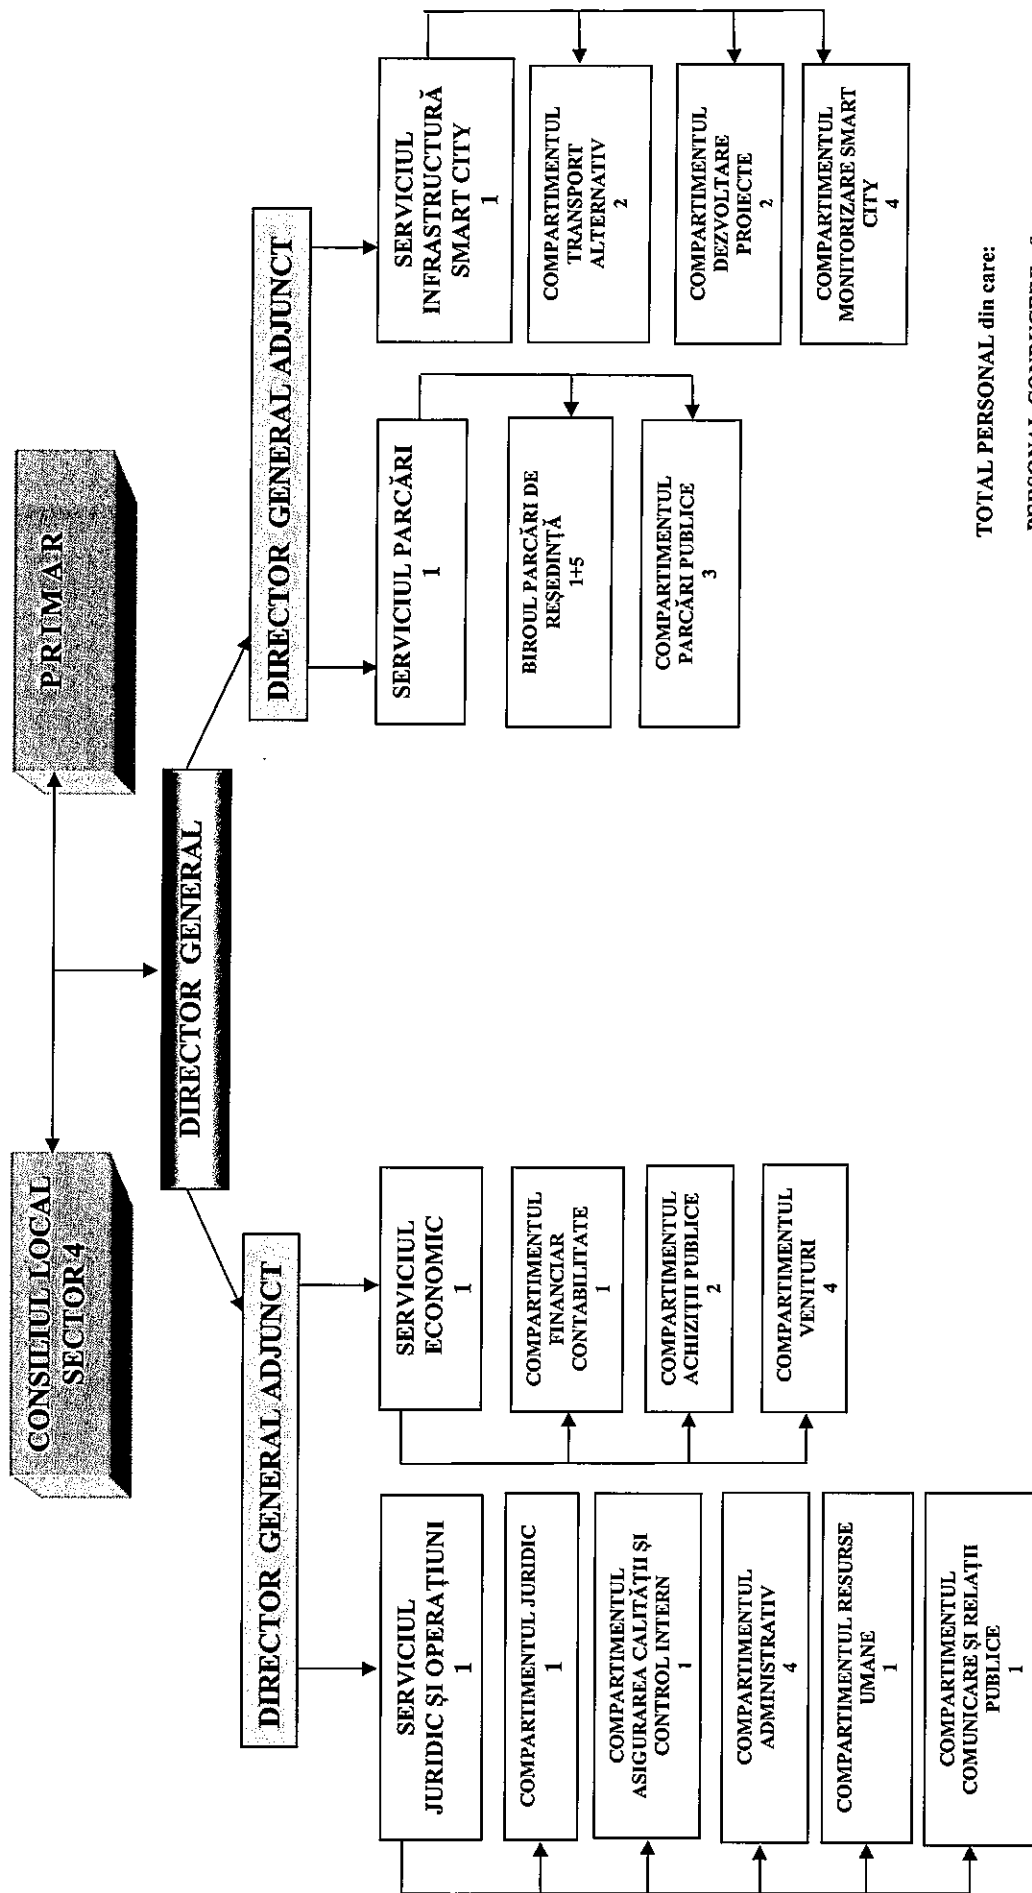 CONSILIUL LOCAL
SECTOR 4
PRIMAR
DIRECTOR GENERAL
DIRECTOR GENERAL ADJUNCT
DIRECTOR GENERAL ADJUNCT
SERVICIUL
JURIDIC ȘI OPERAȚIUNI
1
COMPARTIMENTUL JURIDIC
1
COMPARTIMENTUL
ASIGURAREA CALITĂȚII ȘI
CONTROL INTERN
1
COMPARTIMENTUL
ADMINISTRATIV
4
COMPARTIMENTUL RESURSE
UMANE
1
COMPARTIMENTUL
COMUNICARE ȘI RELAȚII
PUBLICE
1
SERVICIUL
ECONOMIC
1
COMPARTIMENTUL
FINANCIAR
CONTABILITATE
1
COMPARTIMENTUL
ACHIZIȚII PUBLICE
2
COMPARTIMENTUL
VENITURI
4
SERVICIUL PARCĂRI
1
BIROUL PARCĂRI DE
REȘEDINȚĂ
1+5
COMPARTIMENTUL
PARCĂRI PUBLICE
3
SERVICIUL
INFRASTRUCTURĂ
SMART CITY
1
COMPARTIMENTUL
TRANSPORT
ALTERNATIV
2
COMPARTIMENTUL
DEZVOLTARE
PROIECTE
2
COMPARTIMENTUL
MONITORIZARE SMART
CITY
4
TOTAL PERSONAL din care: